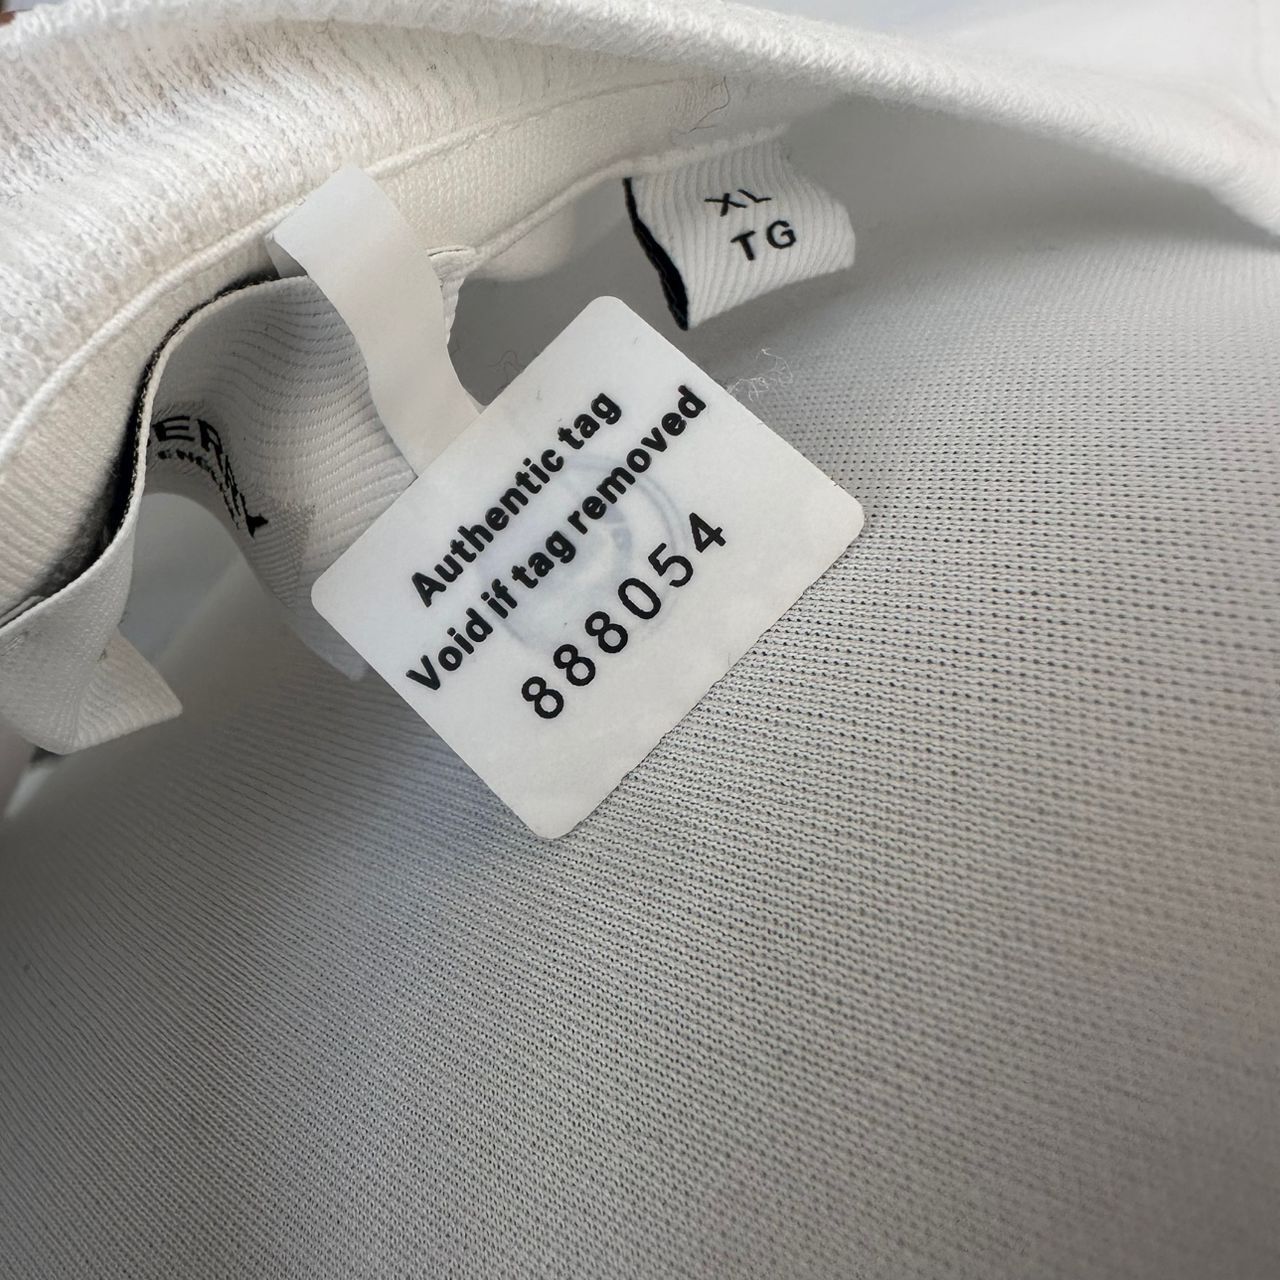 XL
TG
Authentic tag
Void if tag removed
888054